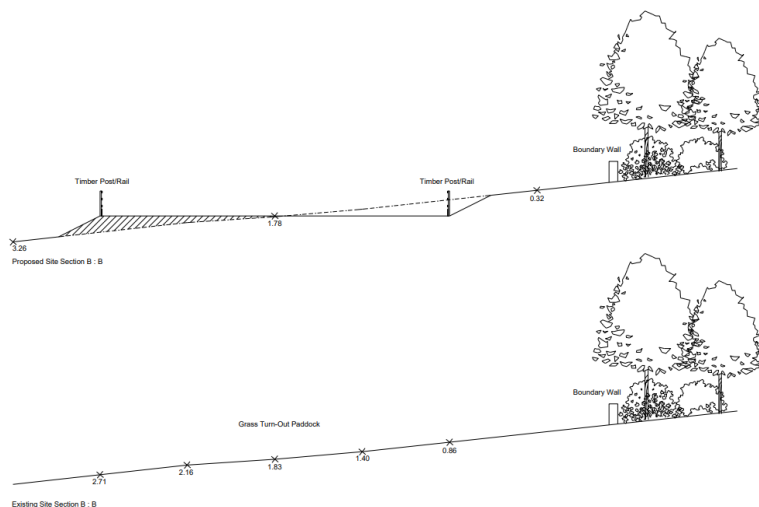 Timber Post/Rail
Timber Post/Rail
Boundary Wall
0.32
1.78
3.26
Proposed Site Section B : B
Boundary Wall
Grass Turn-Out Paddock
0.86
1.40
1.83
2.16
2.71
Existing Site Section B : B